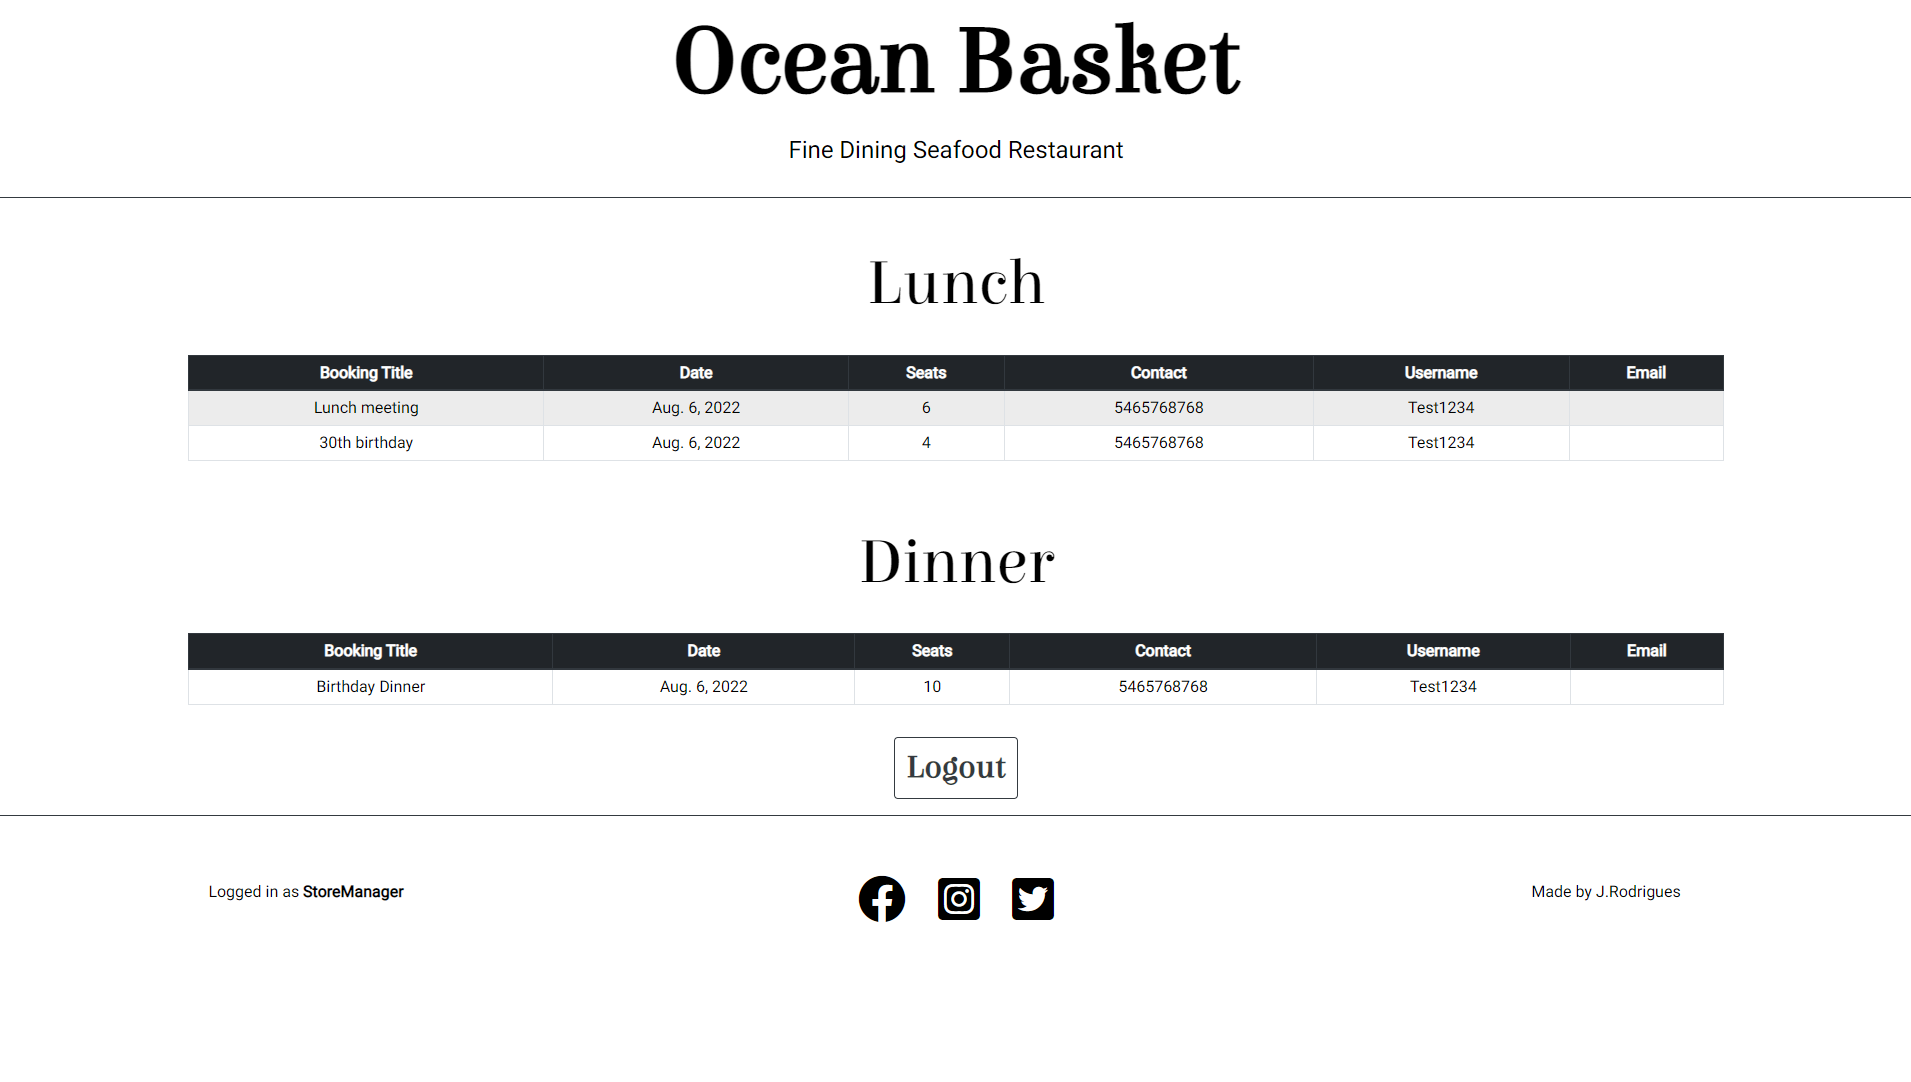 Ocean Basket
Fine Dining Seafood Restaurant
Lunch
Booking Title Date Seats Contact Username Email
Lunch meeting Aug. 6, 2022 6 5465768768 Test1234
30th birthday Aug. 6, 2022 4 5465768768 Test1234
Dinner
Booking Title Date Seats Contact Username Email
Birthday Dinner Aug. 6, 2022 10 5465768768 Test1234
Logout
Logged in as StoreManager Made by J.Rodrigues